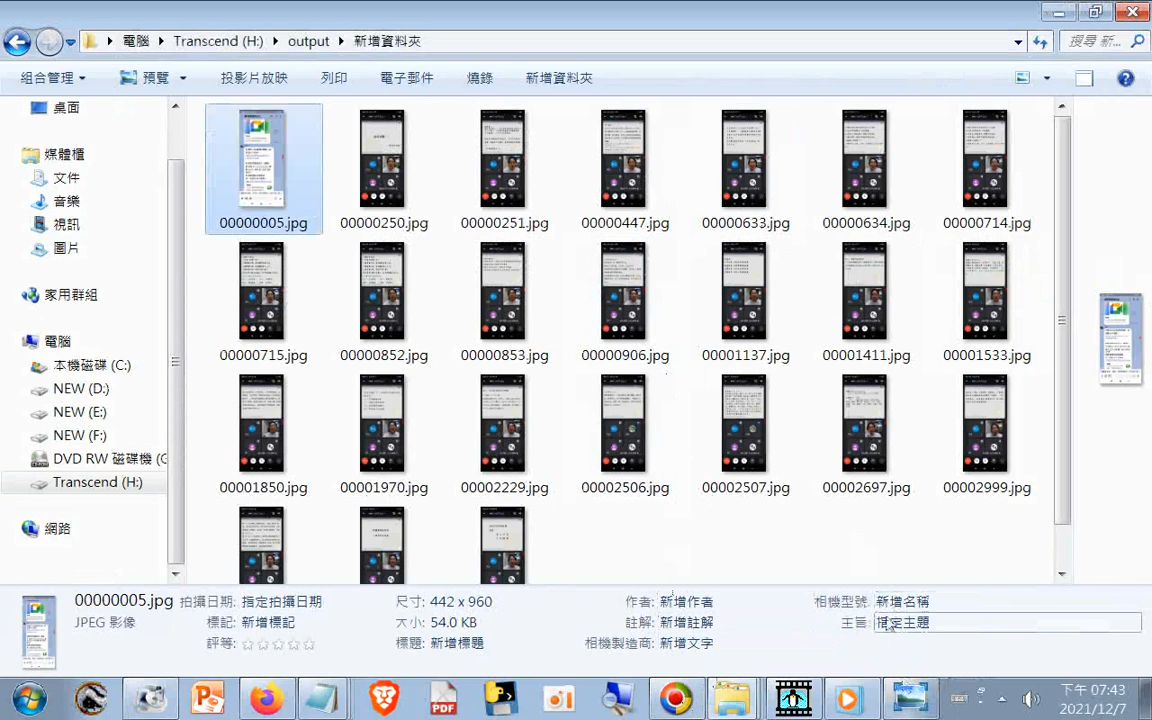 電腦 Transcend (H:) output 新增資料夾
搜尋 新...
組合管理 預覽 投影片放映 列印 電子郵件 燒錄 新增資料夾
桌面
媒體櫃
文件
音樂
視訊
圖片
家用群組
電腦
本機磁碟 (C:)
NEW (D:)
NEW (E:)
NEW (F:)
DVD RW 磁碟機 (G
Transcend (H:)
網路
00000005.jpg 00000250.jpg 00000251.jpg 00000447.jpg 00000633.jpg 00000634.jpg 00000714.jpg
00000715.jpg 00000852.jpg 00000853.jpg 00000906.jpg 00001137.jpg 00001411.jpg 00001533.jpg
00001850.jpg 00001970.jpg 00002229.jpg 00002506.jpg 00002507.jpg 00002697.jpg 00002999.jpg
00000005.jpg 拍攝日期: 指定拍攝日期 尺寸: 442 x 960 作者: 新增作者 相機型號: 新增名稱
JPEG 影像 標記: 新增標記 大小: 54.0 KB 註解: 新增註解 主旨: 指定主題
評等: 標題: 新增標題 相機製造商: 新增文字
PDF
下午 07:43
2021/12/7